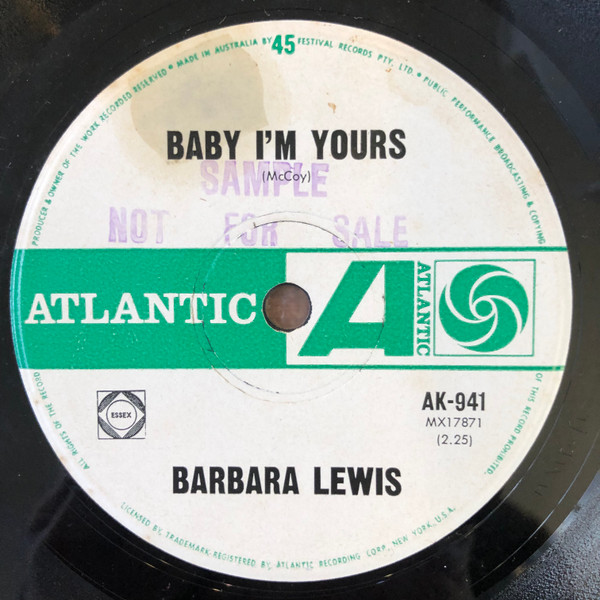 PRODUCER & OWNER OF THE WORK RECORDED RESERVED • MADE IN AUSTRALIA BY 45 FESTIVAL RECORDS PTY. LTD. • PUBLIC PERFORMANCE BROADCASTING & COPYING
BABY I'M YOURS
(McCoy)
SAMPLE
NOT FOR SALE
ATLANTIC
A
ATLANTIC
ESSEX
AK-941
MX17871
(2.25)
BARBARA LEWIS
ALL RIGHTS OF THE RECORD
OF THIS RECORD PROHIBITED.
LICENSED BY, TRADEMARK REGISTERED BY, ATLANTIC RECORDING CORP., NEW YORK, U.S.A.